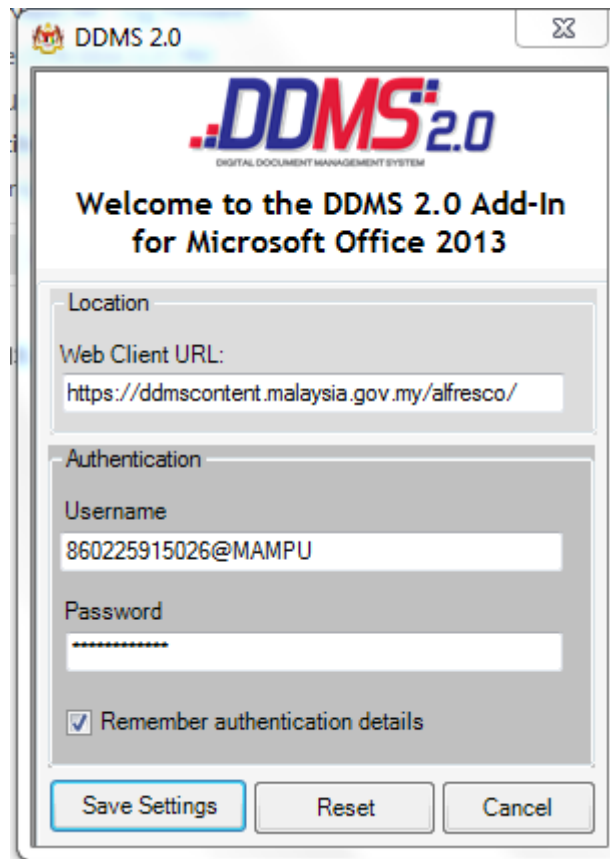 DDMS 2.0
DDMS 2.0
DIGITAL DOCUMENT MANAGEMENT SYSTEM
Welcome to the DDMS 2.0 Add-In
for Microsoft Office 2013
Location
Web Client URL:
https://ddmscontent.malaysia.gov.my/alfresco/
Authentication
Username
860225915026@MAMPU
Password
************
Remember authentication details
Save Settings
Reset
Cancel